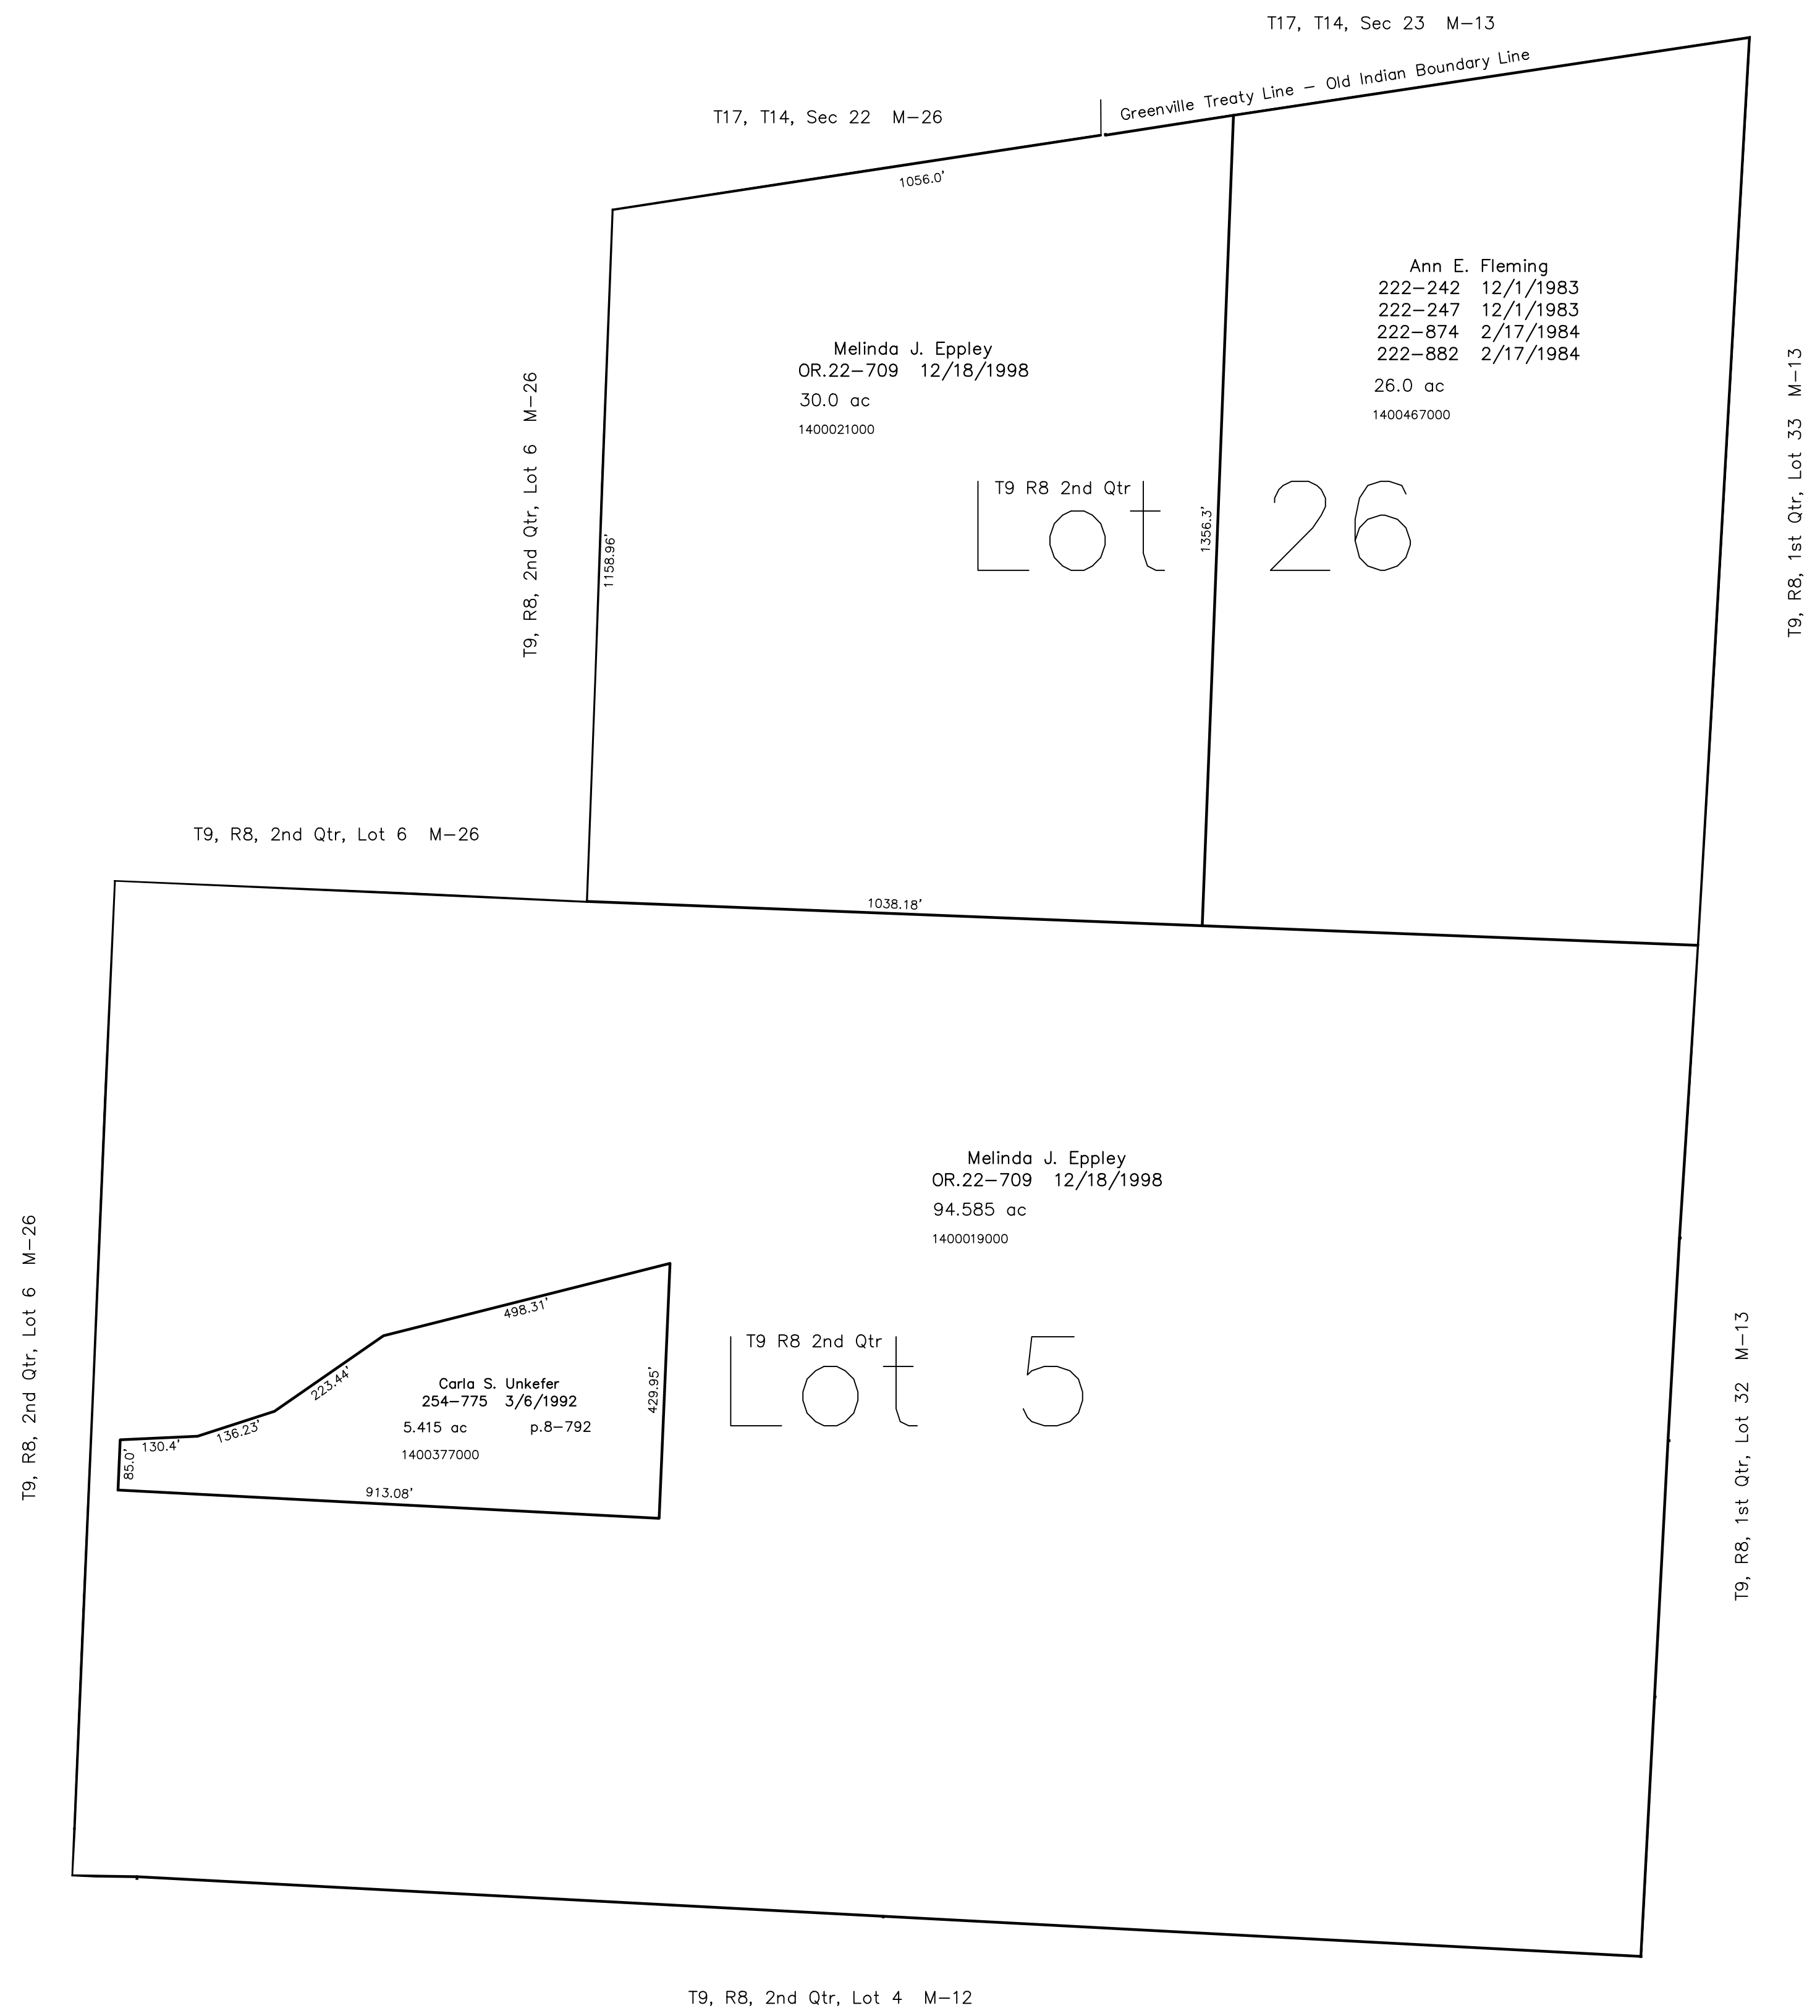 T17, T14, Sec 23 M-13
Greenville Treaty Line - Old Indian Boundary Line
T17, T14, Sec 22 M-26
1056.0'
Ann E. Fleming
222-242 12/1/1983
222-247 12/1/1983
222-874 2/17/1984
222-882 2/17/1984
26.0 ac
1400467000
Melinda J. Eppley
OR.22-709 12/18/1998
30.0 ac
1400021000
T9, R8, 2nd Qtr, Lot 6 M-26
T9, R8, 1st Qtr, Lot 33 M-13
T9 R8 2nd Qtr
Lot 26
1158.96'
1356.3'
T9, R8, 2nd Qtr, Lot 6 M-26
1038.18'
Melinda J. Eppley
OR.22-709 12/18/1998
94.585 ac
1400019000
T9, R8, 2nd Qtr, Lot 6 M-26
T9, R8, 1st Qtr, Lot 32 M-13
498.31'
T9 R8 2nd Qtr
Lot 5
223.44'
429.95'
Carla S. Unkefer
254-775 3/6/1992
5.415 ac p.8-792
1400377000
136.23'
130.4'
85.0'
913.08'
T9, R8, 2nd Qtr, Lot 4 M-12